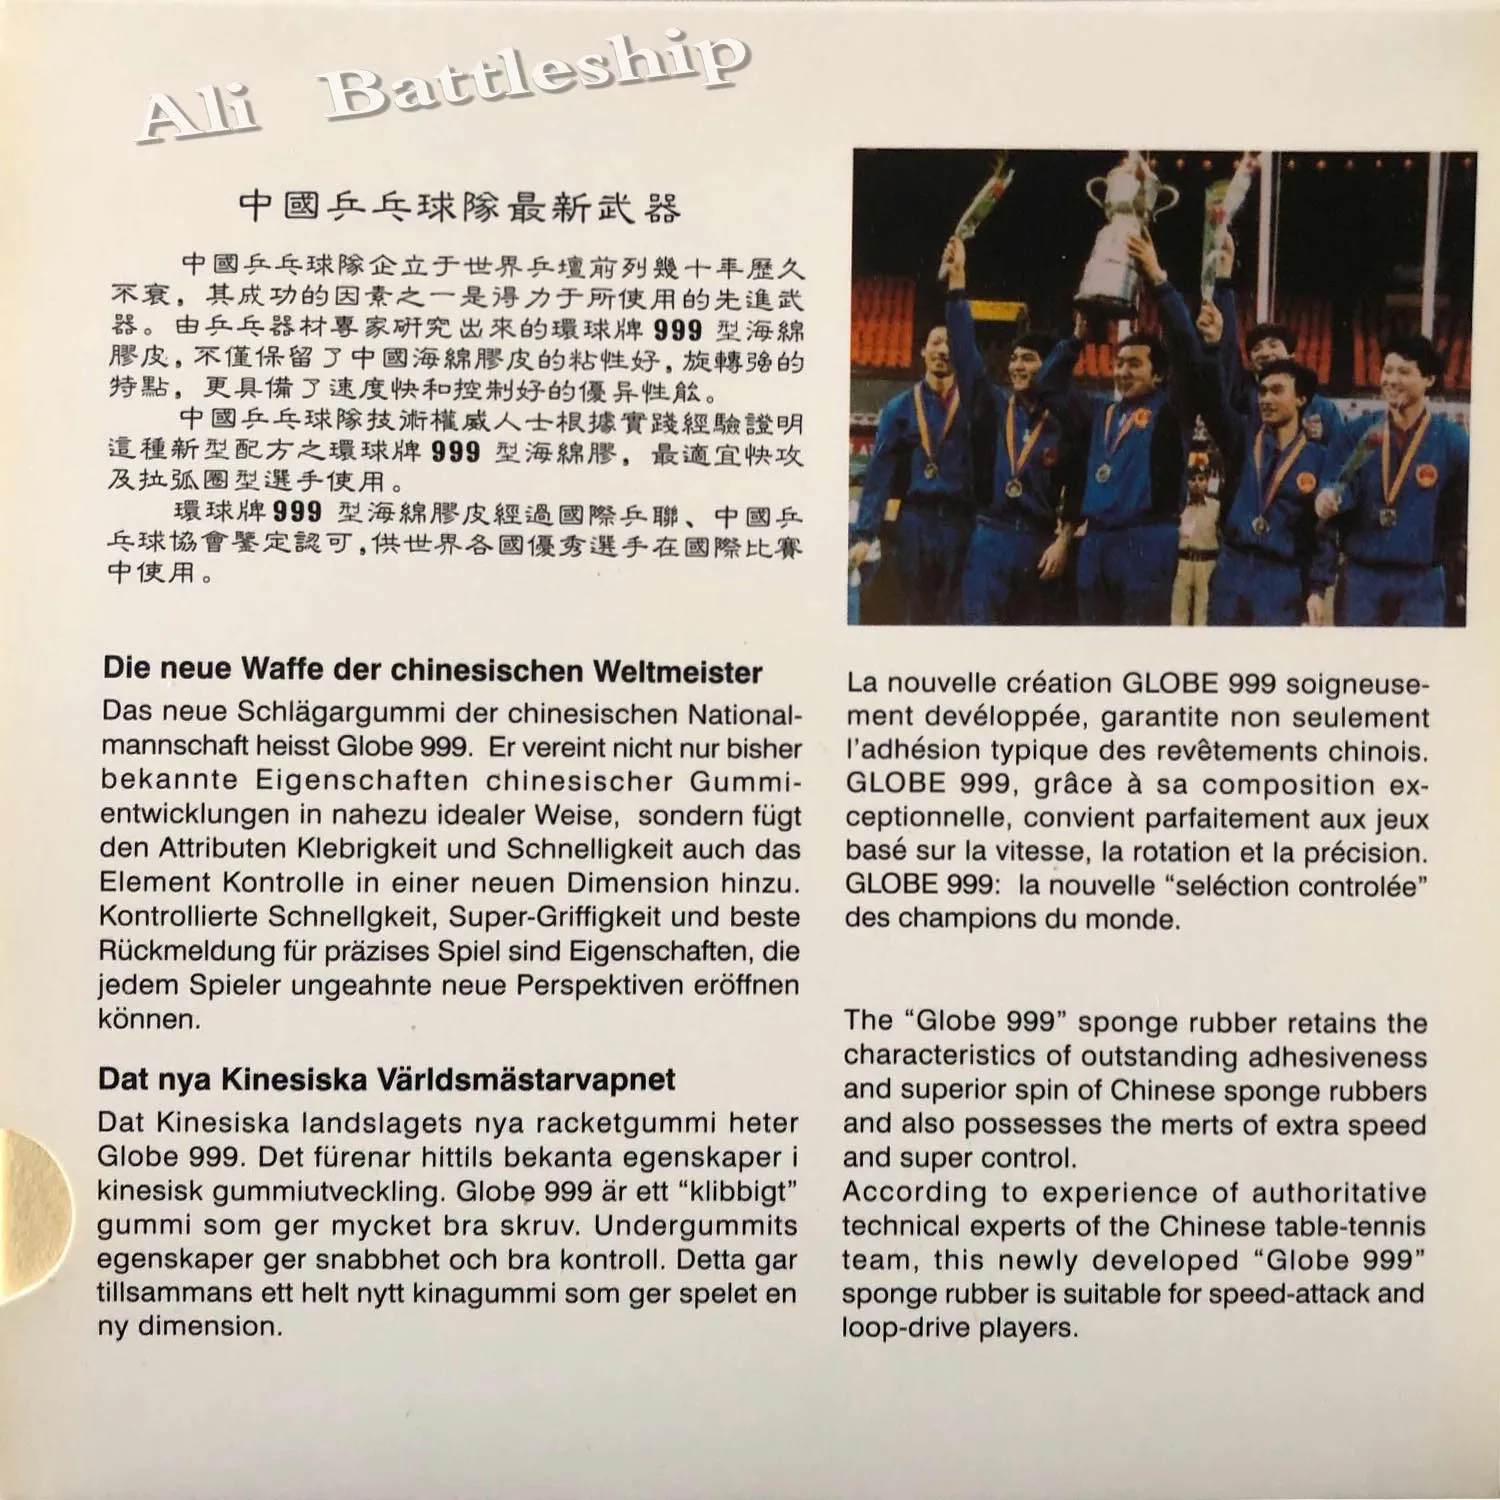 Ali Battleship
中國乒乓球隊最新武器
中國乒乓球隊企立于世界乒壇前列幾十年歷久
不衰，其成功的因素之一是得力于所使用的先進武
器。由乒乓器材專家研究出來的環球牌 999 型海綿
膠皮，不僅保留了中國海綿膠皮的粘性好，旋轉強的
特點，更具備了速度快和控制好的優异性能。
中國乒乓球隊技術權威人士根據實踐經驗證明
這種新型配方之環球牌 999 型海綿膠，最適宜快攻
及拉弧圈型選手使用。
環球牌 999 型海綿膠皮經過國際乒聯、中國乒
乓球協會鑒定認可，供世界各國優秀選手在國際比賽
中使用。
Die neue Waffe der chinesischen Weltmeister
Das neue Schlägargummi der chinesischen National-
mannschaft heisst Globe 999. Er vereint nicht nur bisher
bekannte Eigenschaften chinesischer Gummi-
entwicklungen in nahezu idealer Weise, sondern fügt
den Attributen Klebrigkeit und Schnelligkeit auch das
Element Kontrolle in einer neuen Dimension hinzu.
Kontrollierte Schnellgkeit, Super-Griffigkeit und beste
Rückmeldung für präzises Spiel sind Eigenschaften, die
jedem Spieler ungeahnte neue Perspektiven eröffnen
können.
Dat nya Kinesiska Världsmästarvapnet
Dat Kinesiska landslagets nya racketgummi heter
Globe 999. Det fürenar hittils bekanta egenskaper i
kinesisk gummiutveckling. Globe 999 är ett “klibbigt”
gummi som ger mycket bra skruv. Undergummits
egenskaper ger snabbhet och bra kontroll. Detta gar
tillsammans ett helt nytt kinagummi som ger spelet en
ny dimension.
La nouvelle création GLOBE 999 soigneuse-
ment devéloppée, garantite non seulement
l’adhésion typique des revêtements chinois.
GLOBE 999, grâce à sa composition ex-
ceptionnelle, convient parfaitement aux jeux
basé sur la vitesse, la rotation et la précision.
GLOBE 999: la nouvelle “seléction controlée”
des champions du monde.
The “Globe 999” sponge rubber retains the
characteristics of outstanding adhesiveness
and superior spin of Chinese sponge rubbers
and also possesses the merts of extra speed
and super control.
According to experience of authoritative
technical experts of the Chinese table-tennis
team, this newly developed “Globe 999”
sponge rubber is suitable for speed-attack and
loop-drive players.